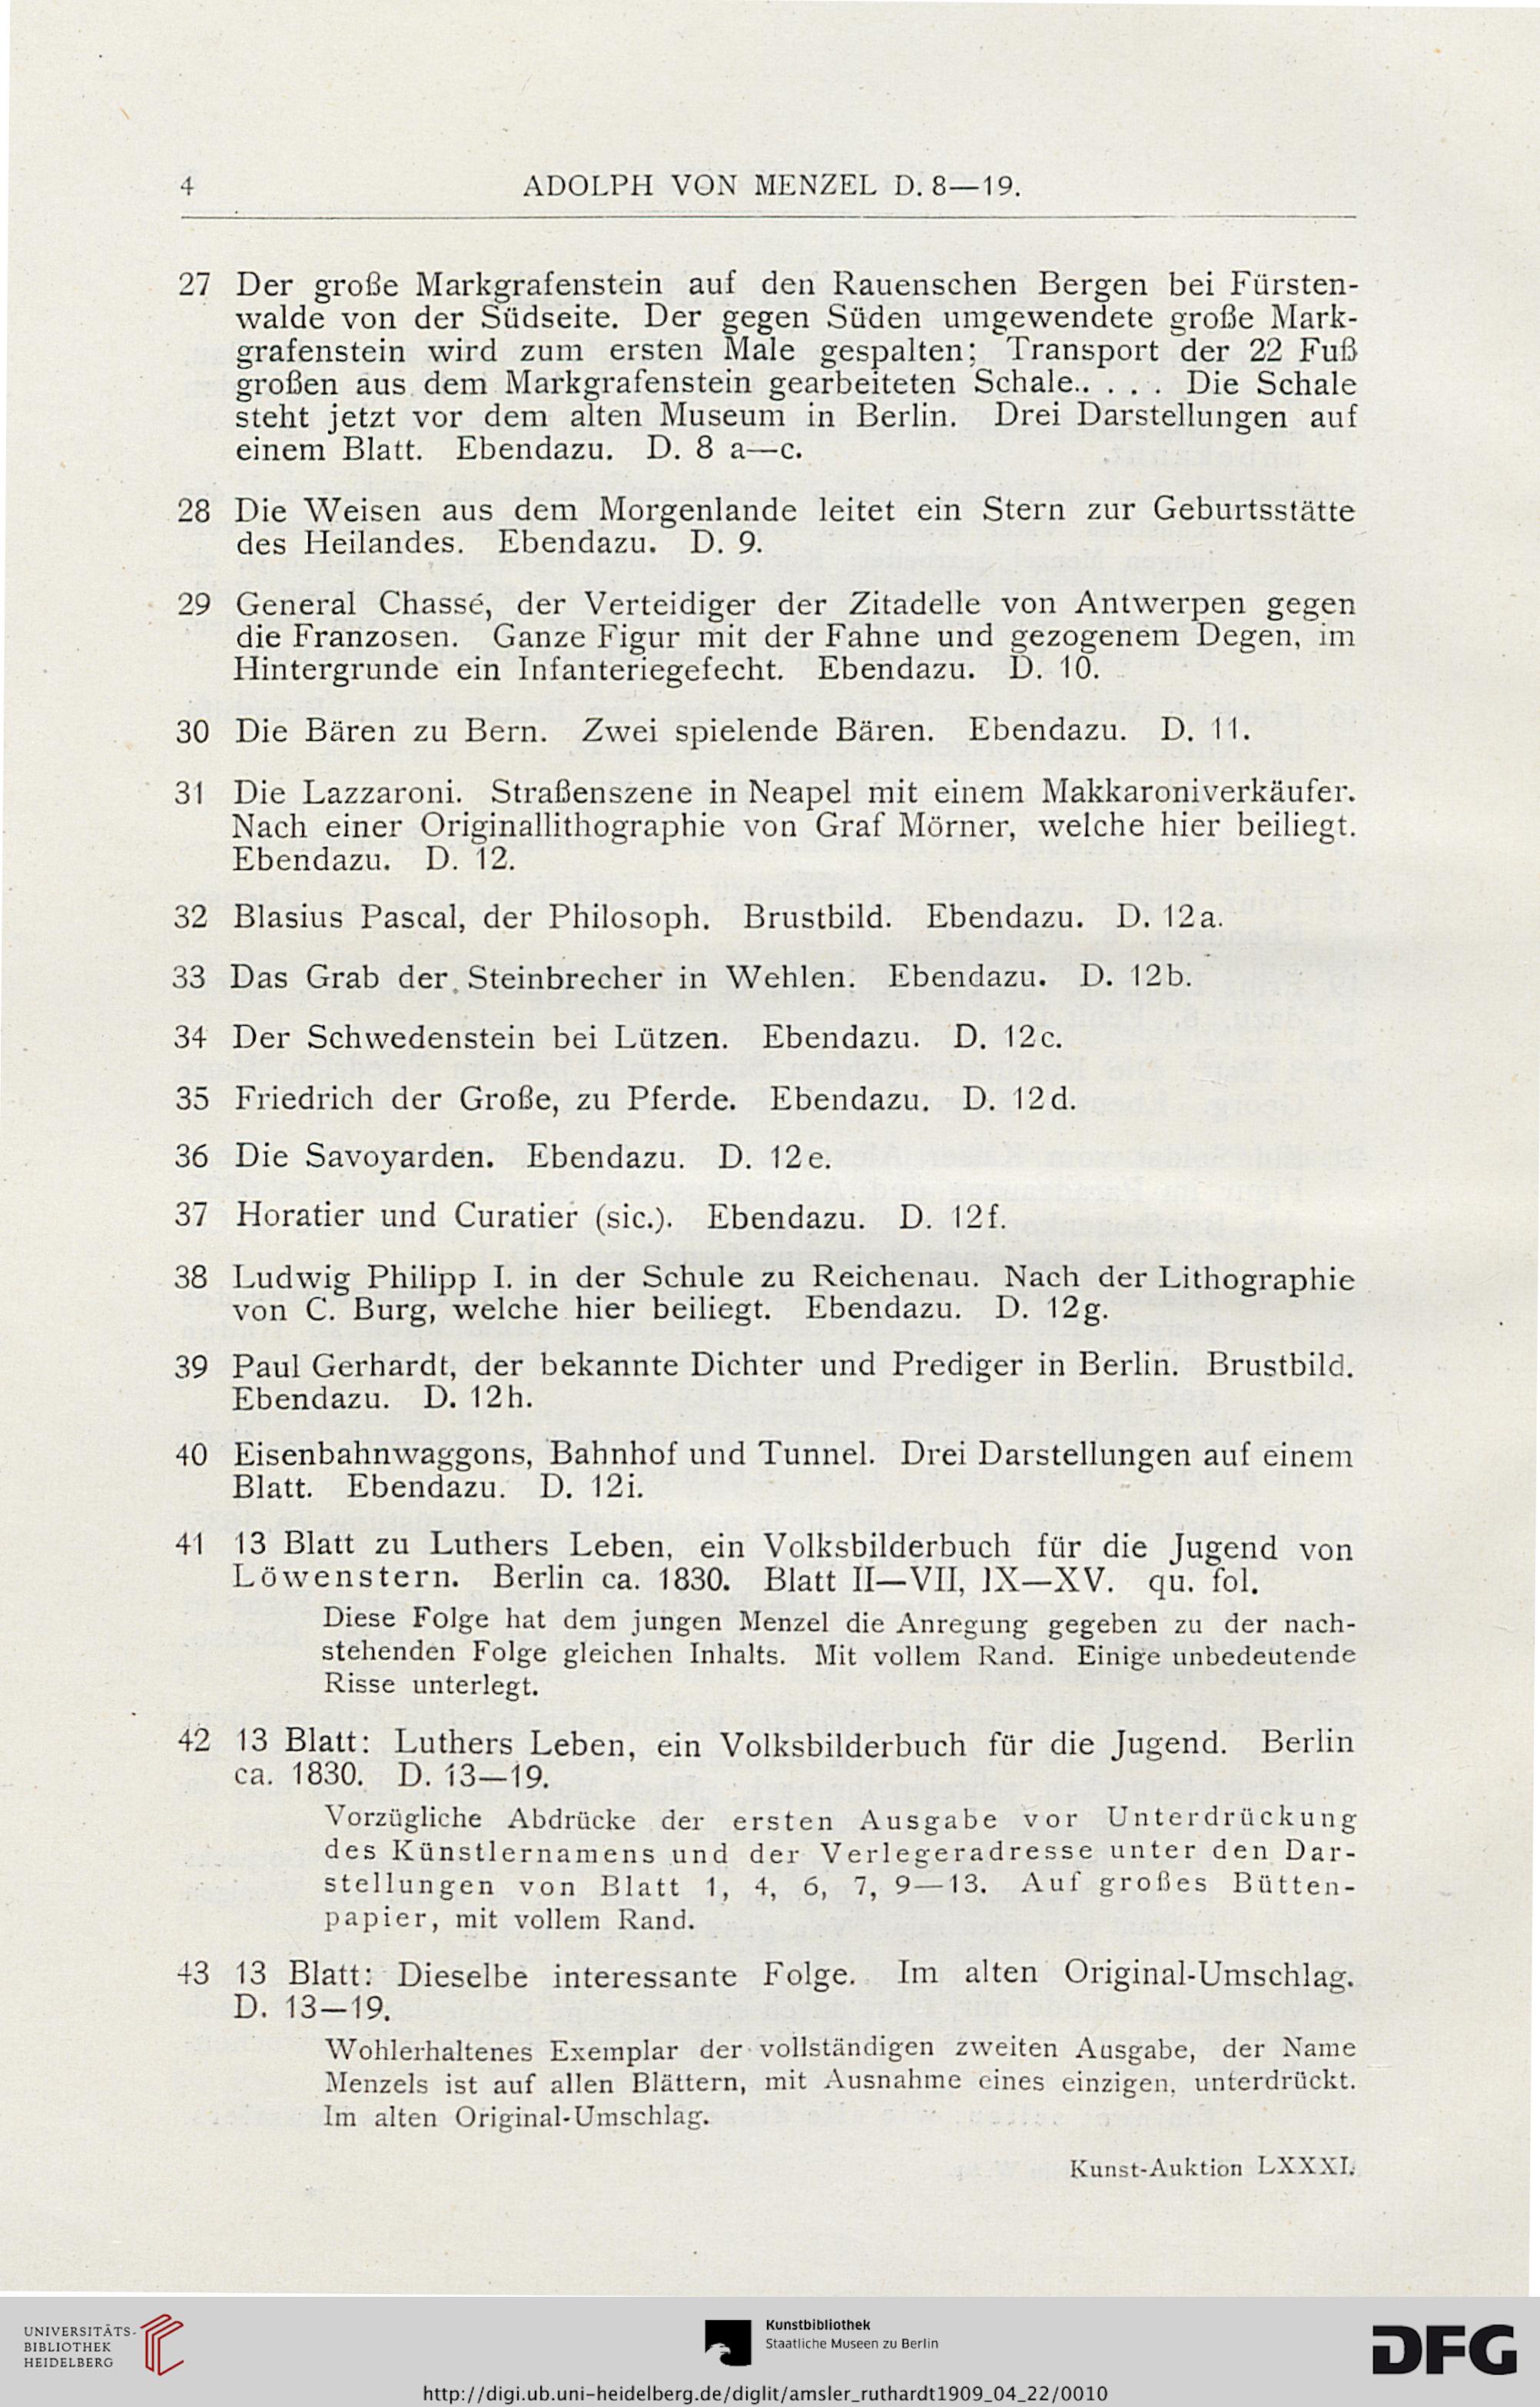 4 ADOLPH VON MENZEL D. 8—19.
27 Der große Markgrafenstein auf den Rauenschen Bergen bei Fürsten-
walde von der Südseite. Der gegen Süden umgewendete große Mark-
grafenstein wird zum ersten Male gespalten; Transport der 22 Fuß
großen aus dem Markgrafenstein gearbeiteten Schale.. . . . Die Schale
steht jetzt vor dem alten Museum in Berlin. Drei Darstellungen auf
einem Blatt. Ebendazu. D. 8 a—c.
28 Die Weisen aus dem Morgenlande leitet ein Stern zur Geburtsstätte
des Heilandes. Ebendazu. D. 9.
29 General Chassé, der Verteidiger der Zitadelle von Antwerpen gegen
die Franzosen. Ganze Figur mit der Fahne und gezogenem Degen, im
Hintergrunde ein Infanteriegefecht. Ebendazu. D. 10.
30 Die Bären zu Bern. Zwei spielende Bären. Ebendazu. D. 11.
31 Die Lazzaroni. Straßenszene in Neapel mit einem Makkaroniverkäufer.
Nach einer Originallithographie von Graf Mörner, welche hier beiliegt.
Ebendazu. D. 12.
32 Blasius Pascal, der Philosoph. Brustbild. Ebendazu. D. 12a.
33 Das Grab der Steinbrecher in Wehlen. Ebendazu. D. 12b.
34 Der Schwedenstein bei Lützen. Ebendazu. D. 12c.
35 Friedrich der Große, zu Pferde. Ebendazu. D. 12d.
36 Die Savoyarden. Ebendazu. D. 12e.
37 Horatier und Curatier (sic.). Ebendazu. D. 12f.
38 Ludwig Philipp I. in der Schule zu Reichenau. Nach der Lithographie
von C. Burg, welche hier beiliegt. Ebendazu. D. 12g.
39 Paul Gerhardt, der bekannte Dichter und Prediger in Berlin. Brustbild.
Ebendazu. D. 12h.
40 Eisenbahnwaggons, Bahnhof und Tunnel. Drei Darstellungen auf einem
Blatt. Ebendazu. D. 12i.
41 13 Blatt zu Luthers Leben, ein Volksbilderbuch für die Jugend von
Löwenstern. Berlin ca. 1830. Blatt II—VII, IX—XV. qu. fol.
Diese Folge hat dem jungen Menzel die Anregung gegeben zu der nach-
stehenden Folge gleichen Inhalts. Mit vollem Rand. Einige unbedeutende
Risse unterlegt.
42 13 Blatt: Luthers Leben, ein Volksbilderbuch für die Jugend. Berlin
ca. 1830. D. 13—19.
Vorzügliche Abdrücke der ersten Ausgabe vor Unterdrückung
des Künstlernamens und der Verlegeradresse unter den Dar-
stellungen von Blatt 1, 4, 6, 7, 9—13. Auf großes Bütten-
papier, mit vollem Rand.
43 13 Blatt: Dieselbe interessante Folge. Im alten Original-Umschlag.
D. 13—19.
Wohlerhaltenes Exemplar der vollständigen zweiten Ausgabe, der Name
Menzels ist auf allen Blättern, mit Ausnahme eines einzigen, unterdrückt.
Im alten Original-Umschlag.
Kunst-Auktion LXXXI.
UNIVERSITÄTS-
BIBLIOTHEK
HEIDELBERG
Kunstbibliothek
Staatliche Museen zu Berlin
DFG
http://digi.ub.uni-heidelberg.de/diglit/amsler_ruthardt1909_04_22/0010